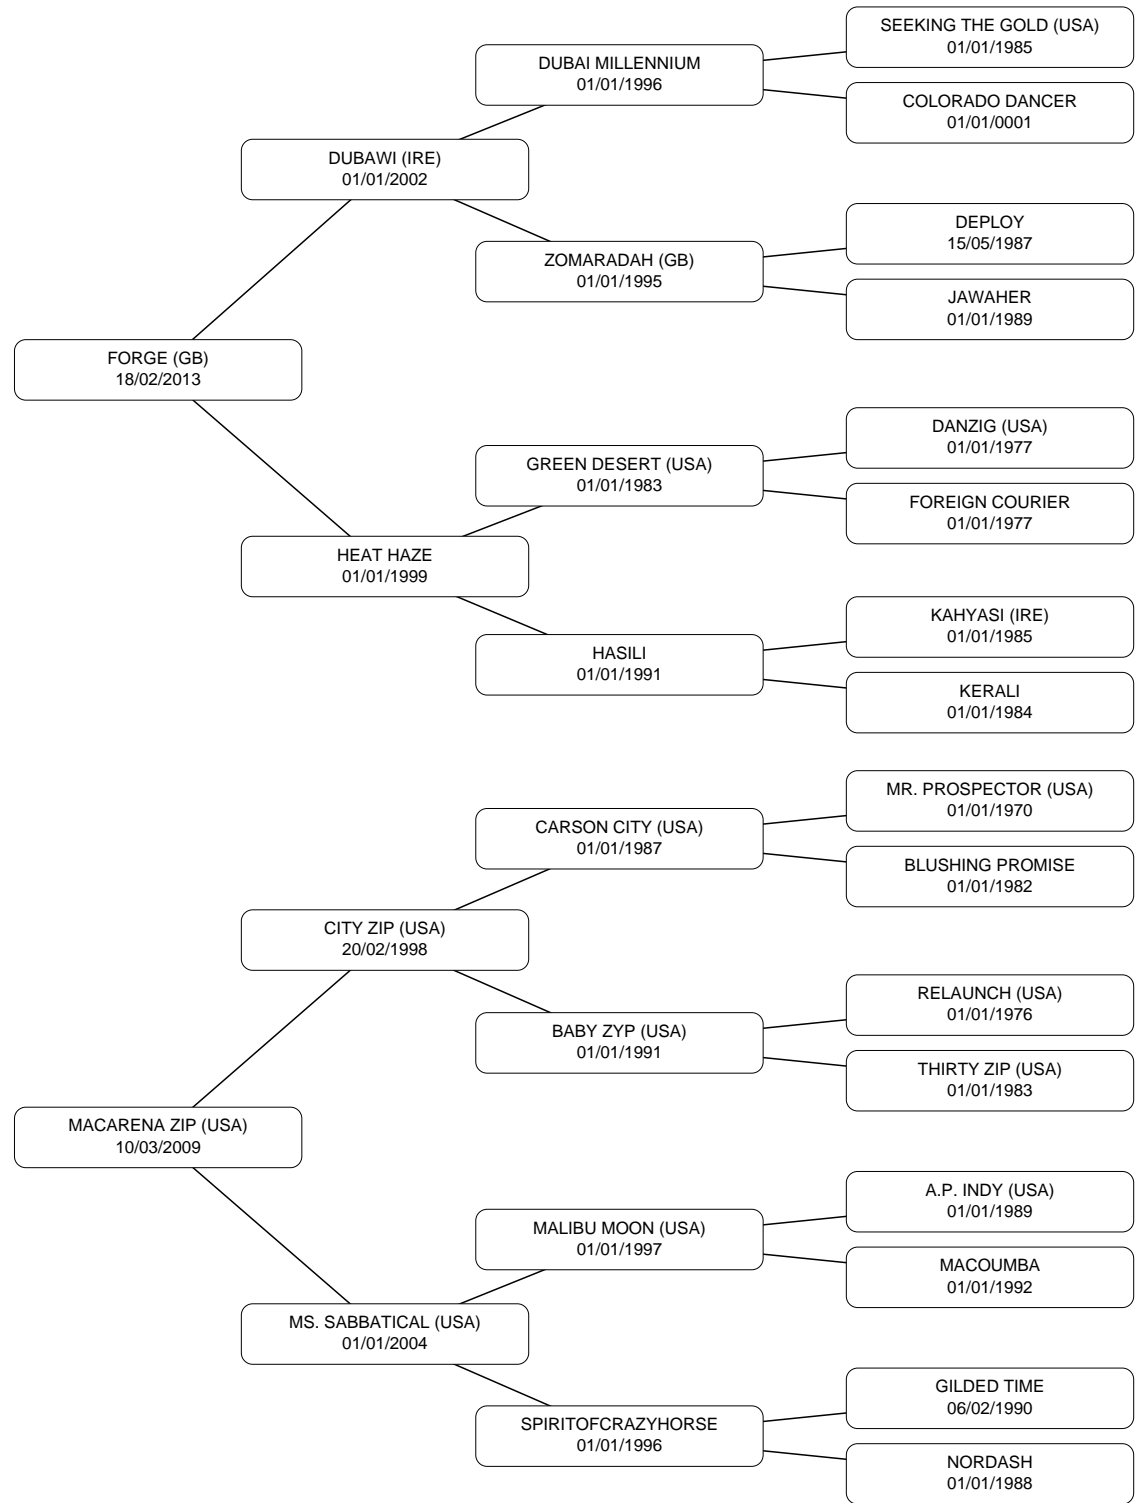 SEEKING THE GOLD (USA)
01/01/1985
DUBAI MILLENNIUM
01/01/1996
COLORADO DANCER
01/01/0001
DUBAWI (IRE)
01/01/2002
DEPLOY
15/05/1987
ZOMARADAH (GB)
01/01/1995
JAWAHER
01/01/1989
FORGE (GB)
18/02/2013
DANZIG (USA)
01/01/1977
GREEN DESERT (USA)
01/01/1983
FOREIGN COURIER
01/01/1977
HEAT HAZE
01/01/1999
KAHYASI (IRE)
01/01/1985
HASILI
01/01/1991
KERALI
01/01/1984
MR. PROSPECTOR (USA)
01/01/1970
CARSON CITY (USA)
01/01/1987
BLUSHING PROMISE
01/01/1982
CITY ZIP (USA)
20/02/1998
RELAUNCH (USA)
01/01/1976
BABY ZYP (USA)
01/01/1991
THIRTY ZIP (USA)
01/01/1983
MACARENA ZIP (USA)
10/03/2009
A.P. INDY (USA)
01/01/1989
MALIBU MOON (USA)
01/01/1997
MACOUMBA
01/01/1992
MS. SABBATICAL (USA)
01/01/2004
GILDED TIME
06/02/1990
SPIRITOFCRAZYHORSE
01/01/1996
NORDASH
01/01/1988